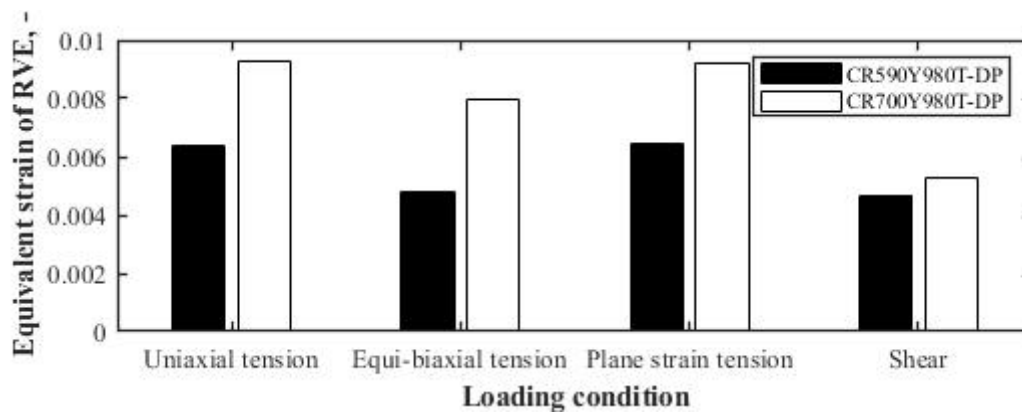 Equivalent strain of RVE, -
0.01
0.008
0.006
0.004
0.002
0
CR590Y980T-DP
CR700Y980T-DP
Uniaxial tension
Equi-biaxial tension
Plane strain tension
Shear
Loading condition